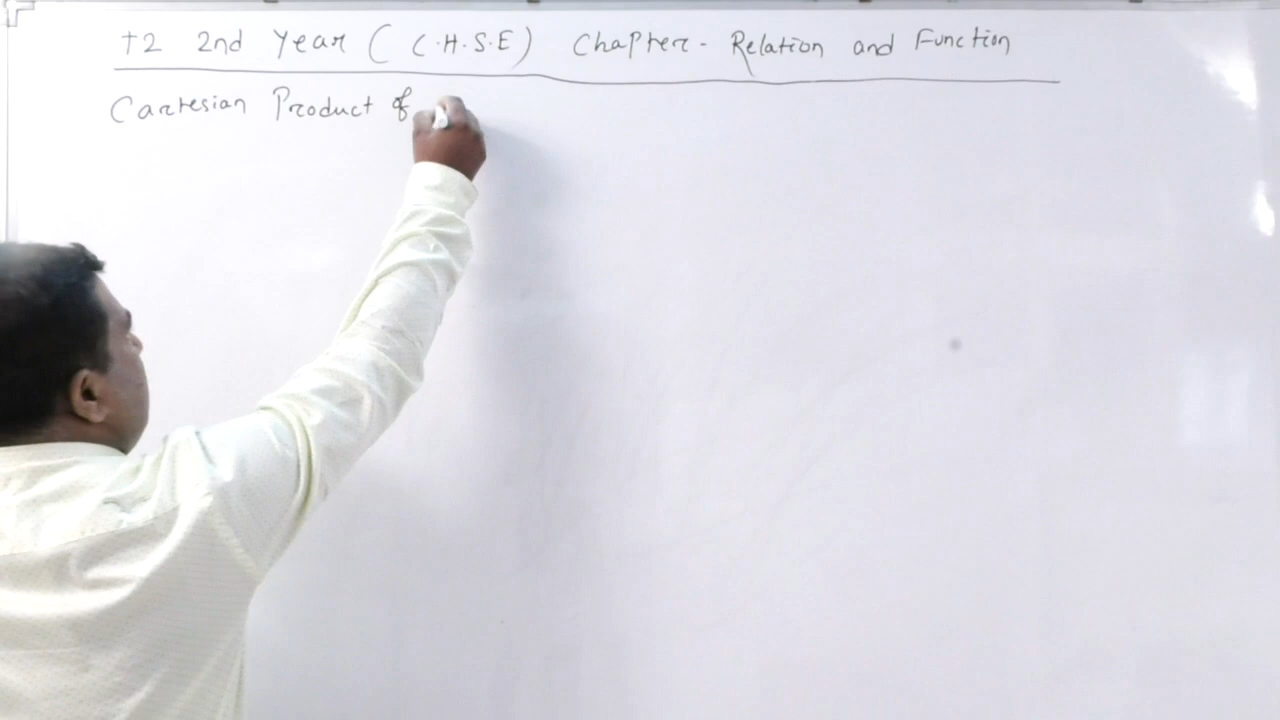 +2 2nd Year ( C.H.S.E) Chapter - Relation and Function
Cartesian Product of